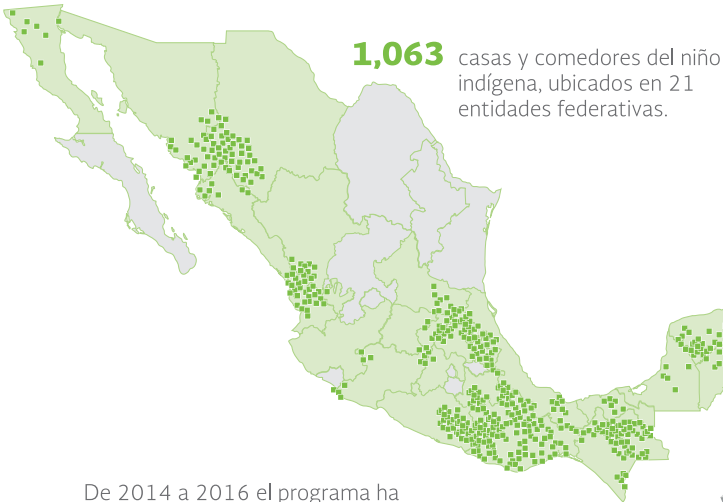 1,063 casas y comedores del niño
indígena, ubicados en 21
entidades federativas.
De 2014 a 2016 el programa ha